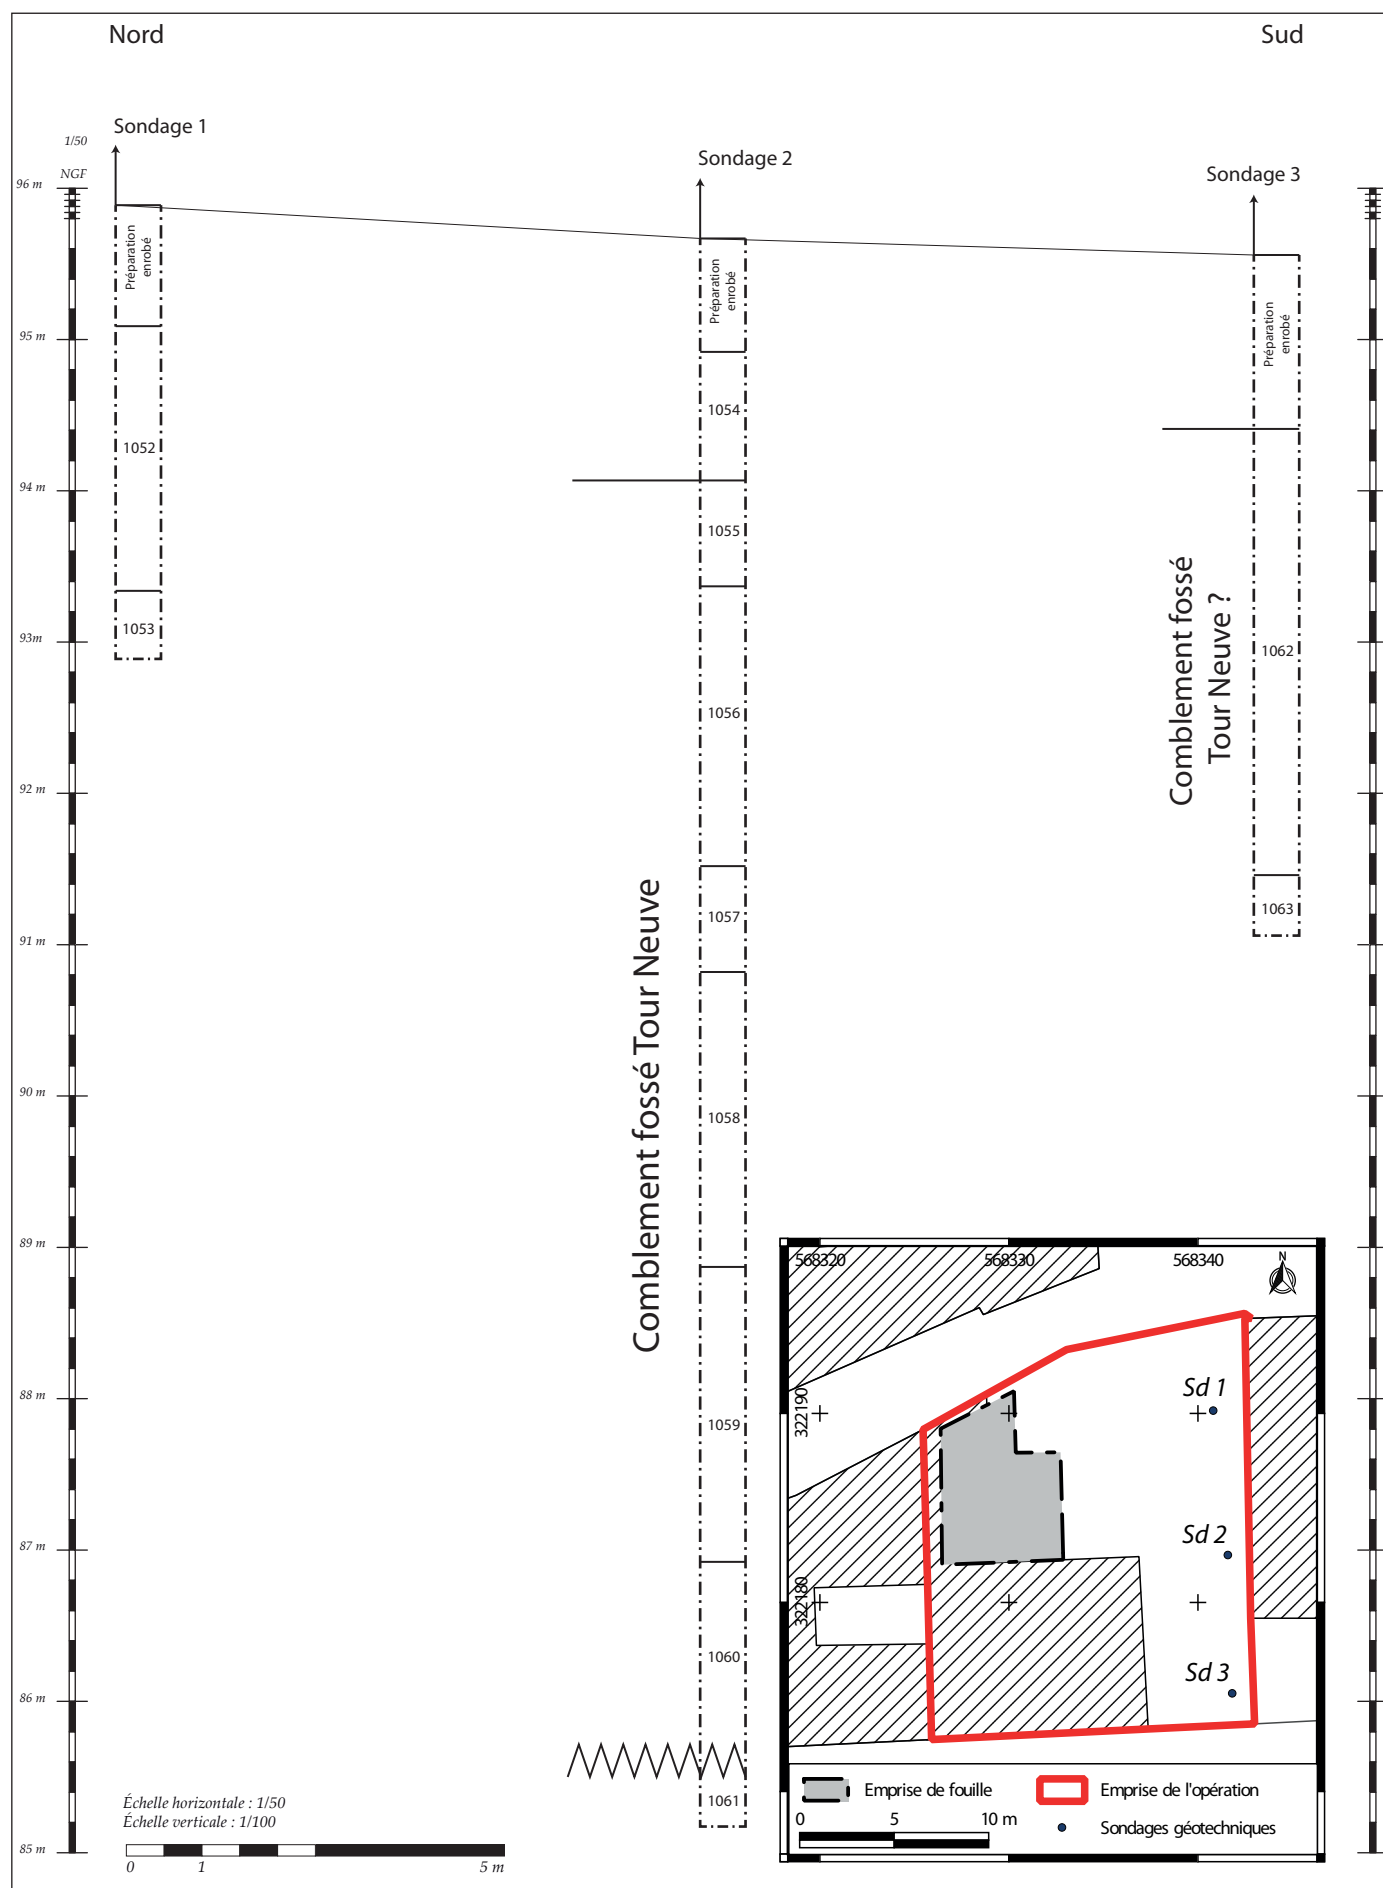 Nord
Sud
Sondage 1
Sondage 2
Sondage 3
1/50
NGF
96 m
95 m
94 m
93m
92 m
91 m
90 m
89 m
88 m
87 m
86 m
85 m
Préparation
enrobé
1052
1053
Préparation
enrobé
1054
1055
1056
1057
1058
1059
1060
1061
Comblement fossé Tour Neuve
Préparation
enrobé
1062
1063
Comblement fossé
Tour Neuve ?
Échelle horizontale : 1/50
Échelle verticale : 1/100
0
1
5 m
568320
568330
568340
N
322190
322180
Sd 1
Sd 2
Sd 3
Emprise de fouille
Emprise de l'opération
0
5
10 m
Sondages géotechniques